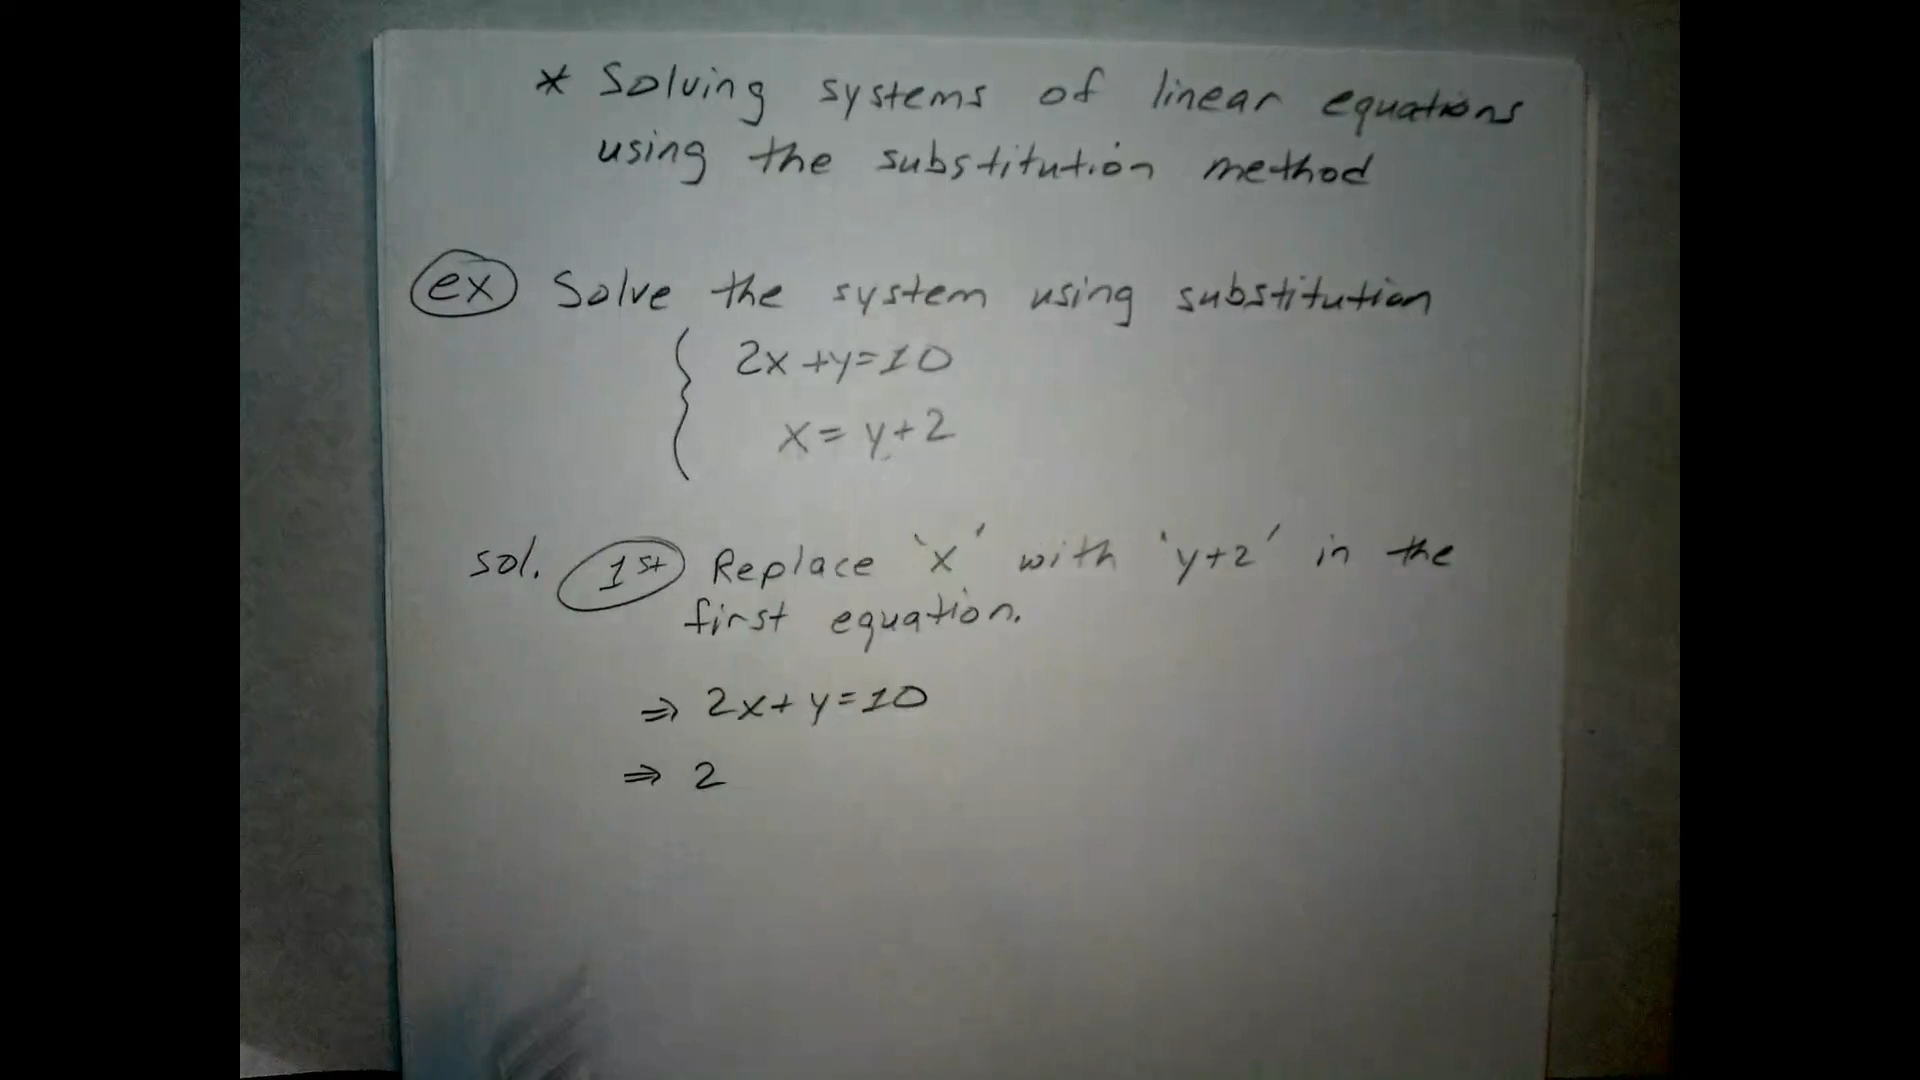 * Solving systems of linear equations
using the substitution method
ex Solve the system using substitution
2x+y=10
x=y+2
sol. 1st Replace 'x' with 'y+2' in the
first equation.
⇒ 2x+y=10
⇒ 2